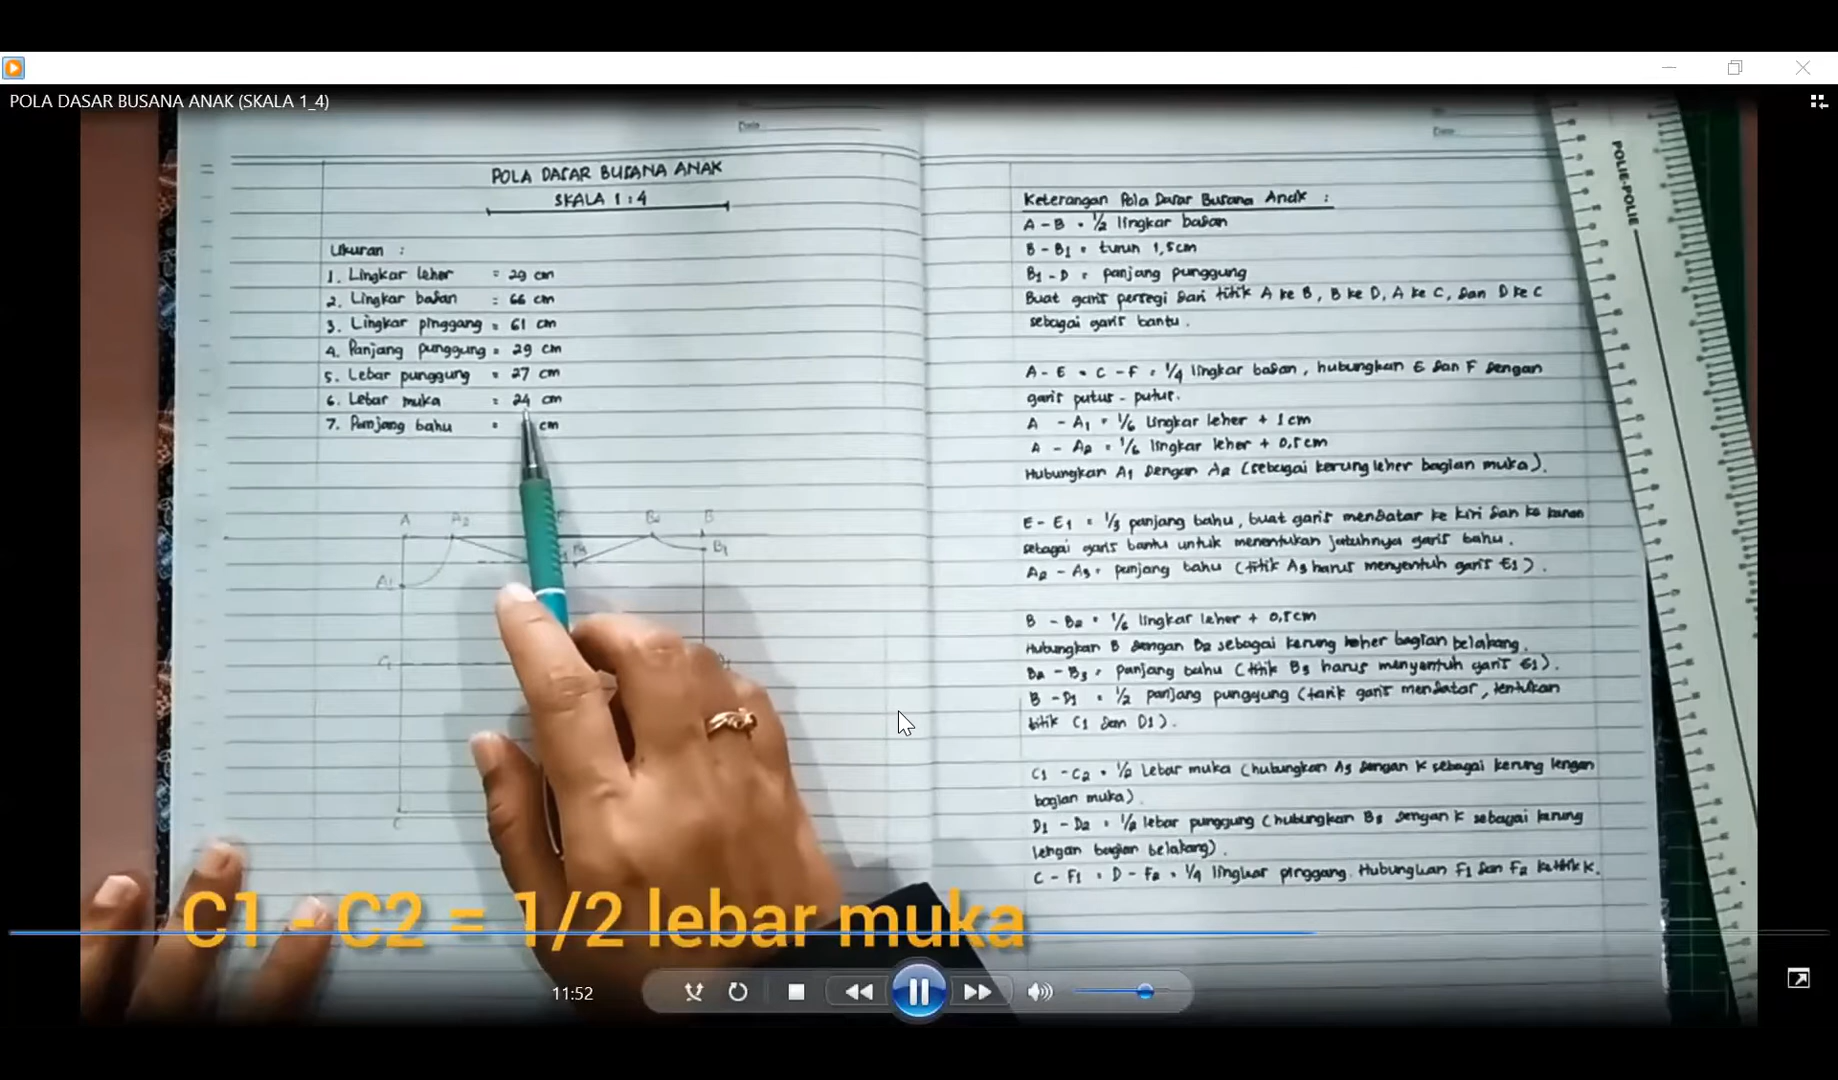 POLA DASAR BUSANA ANAK (SKALA 1_4)
Date
Date
POLIE-POLIE
POLA DASAR BUSANA ANAK
SKALA 1 : 4
Ukuran :
1. Lingkar leher = 29 cm
2. Lingkar badan = 66 cm
3. Lingkar pinggang = 61 cm
4. Panjang punggung = 29 cm
5. Lebar punggung = 27 cm
6. Lebar muka = 24 cm
7. Panjang bahu = cm
A A2 E B2 B
B3 B1
A1
C1 D1
C
Keterangan Pola Dasar Busana Anak :
A - B = 1/2 lingkar badan
B - B1 = turun 1,5cm
B1 - D = panjang punggung
Buat garis persegi dari titik A ke B, B ke D, A ke C, dan D ke C
sebagai garis bantu.
A - E = C - F = 1/4 lingkar badan, hubungkan E dan F dengan
garis putus - putus.
A - A1 = 1/6 lingkar leher + 1 cm
A - A2 = 1/6 lingkar leher + 0,5 cm
Hubungkan A1 dengan A2 (sebagai kerung leher bagian muka).
E - E1 = 1/3 panjang bahu, buat garis mendatar ke kiri dan ke kanan
sebagai garis bantu untuk menentukan jatuhnya garis bahu.
A2 - A3 = panjang bahu (titik A3 harus menyentuh garis E1).
B - B2 = 1/6 lingkar leher + 0,5 cm
Hubungkan B dengan B2 sebagai kerung leher bagian belakang.
B2 - B3 = panjang bahu (titik B3 harus menyentuh garis E1).
B - D1 = 1/2 panjang punggung (tarik garis mendatar, tentukan
titik C1 dan D1).
C1 - C2 = 1/2 Lebar muka (hubungkan A3 dengan K sebagai kerung lengan
bagian muka)
D1 - D2 = 1/2 lebar punggung (hubungkan B3 dengan K sebagai kerung
lengan bagian belakang).
C - F1 = D - F2 = 1/4 lingkar pinggang. Hubungkan F1 dan F2 ke titik K.
C1 - C2 = 1/2 lebar muka
11:52